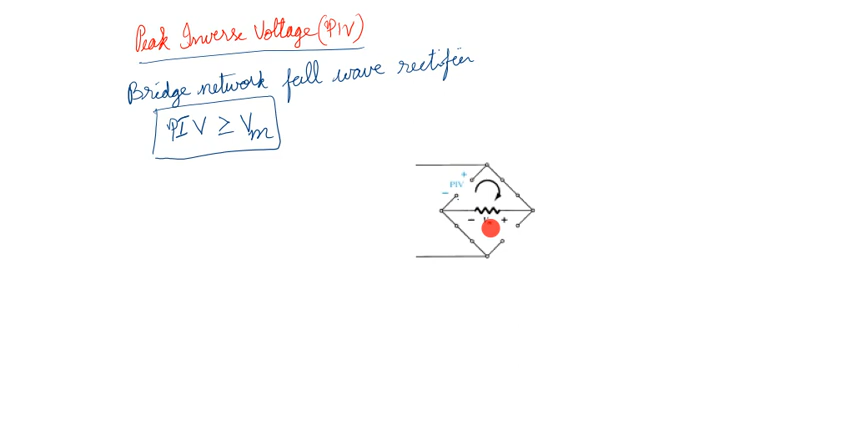 Peak Inverse Voltage (PIV)
Bridge network full wave rectifier
PIV ≥ Vm
+
PIV
−
− +